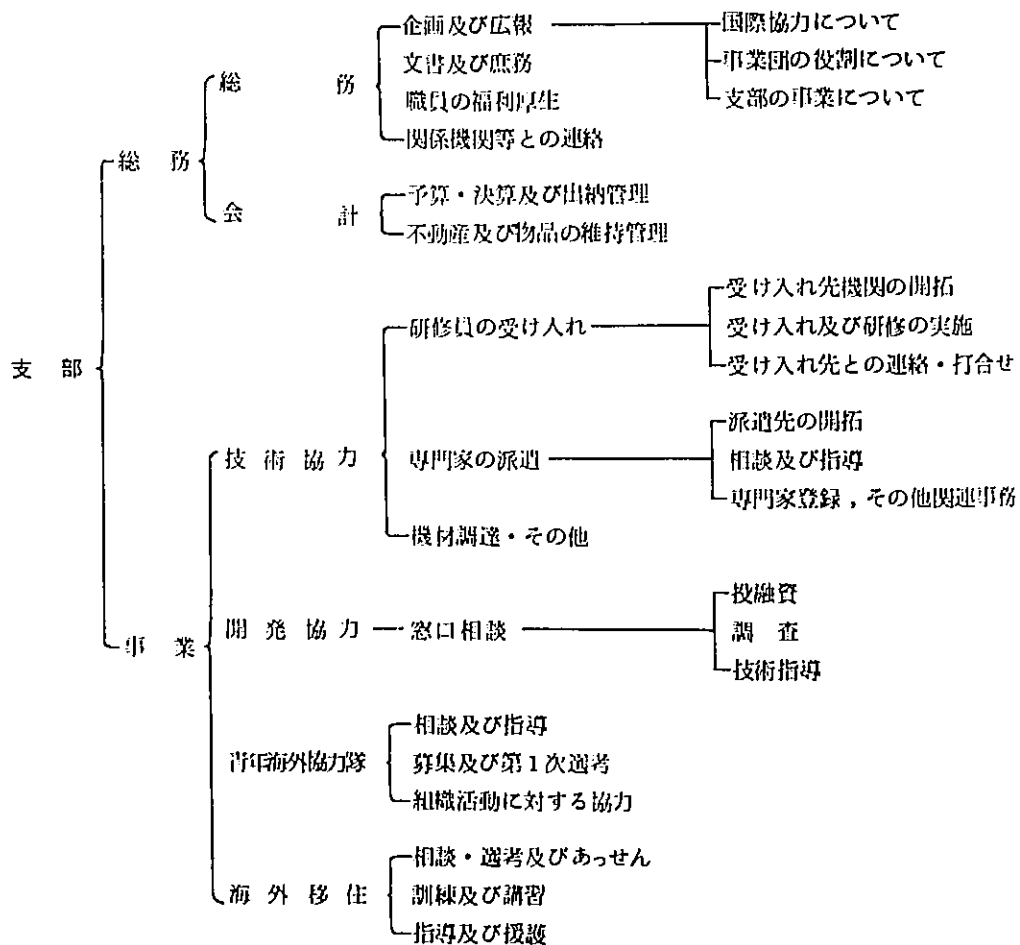 支部
総務
総務
企画及び広報
国際協力について
事業団の役割について
支部の事業について
文書及び庶務
職員の福利厚生
関係機関等との連絡
会計
予算・決算及び出納管理
不動産及び物品の維持管理
事業
技術協力
研修員の受け入れ
受け入れ先機関の開拓
受け入れ及び研修の実施
受け入れ先との連絡・打合せ
専門家の派遣
派遣先の開拓
相談及び指導
専門家登録,その他関連事務
機材調達・その他
開発協力
窓口相談
投融資
調査
技術指導
青年海外協力隊
相談及び指導
募集及び第1次選考
組織活動に対する協力
海外移住
相談・選考及びあっせん
訓練及び講習
指導及び援護